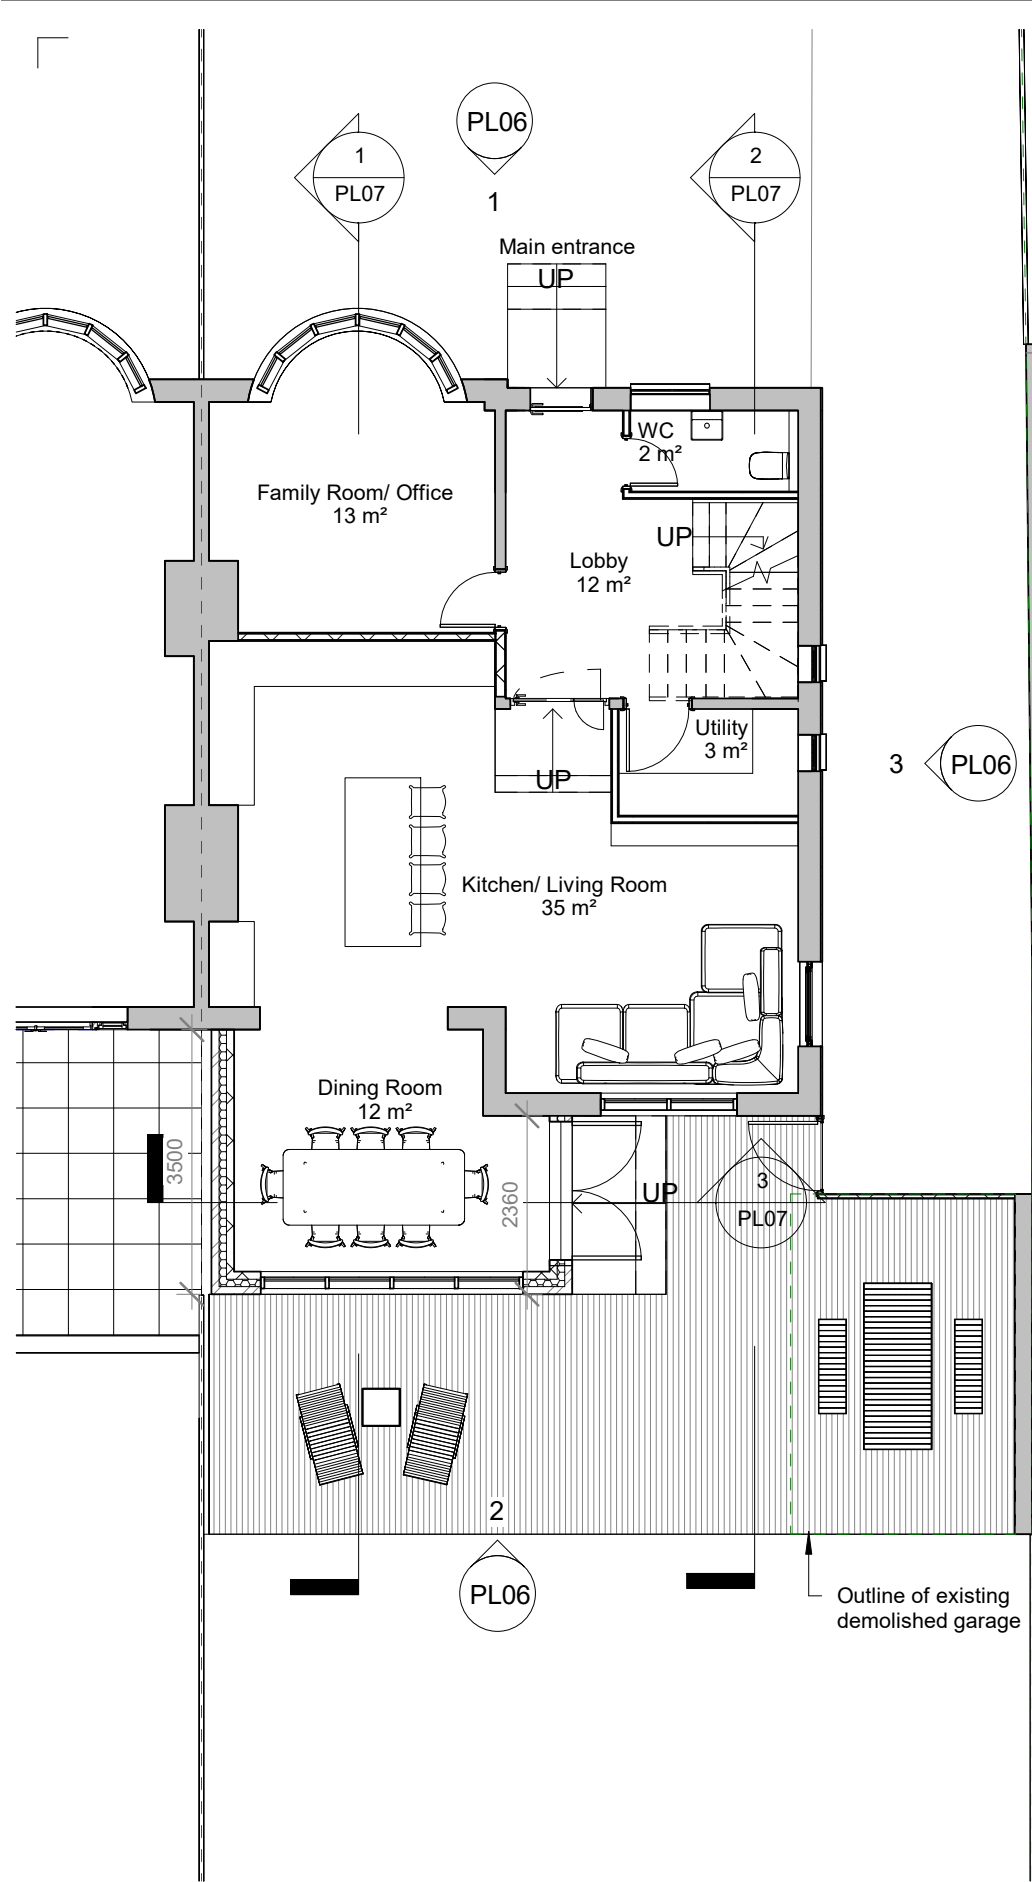 PL06
1
1
PL07
2
PL07
Main entrance
UP
WC
2 m²
Family Room/ Office
13 m²
UP
Lobby
12 m²
Utility
3 m²
UP
3
PL06
Kitchen/ Living Room
35 m²
Dining Room
12 m²
3500
2360
UP
3
PL07
2
PL06
Outline of existing
demolished garage